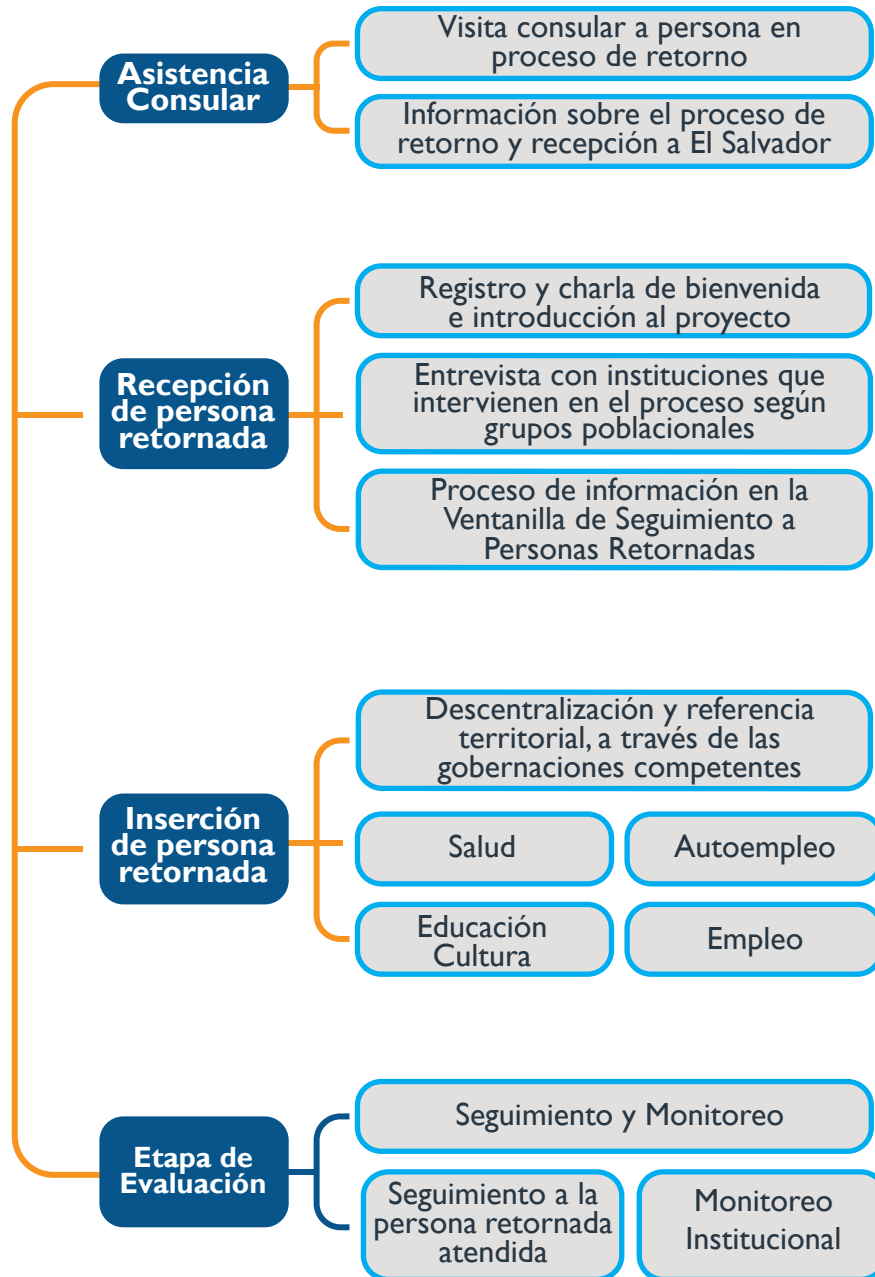 Asistencia
Consular
Visita consular a persona en
proceso de retorno
Información sobre el proceso de
retorno y recepción a El Salvador
Recepción
de persona
retornada
Registro y charla de bienvenida
e introducción al proyecto
Entrevista con instituciones que
intervienen en el proceso según
grupos poblacionales
Proceso de información en la
Ventanilla de Seguimiento a
Personas Retornadas
Inserción
de persona
retornada
Descentralización y referencia
territorial, a través de las
gobernaciones competentes
Salud
Autoempleo
Educación
Cultura
Empleo
Etapa de
Evaluación
Seguimiento y Monitoreo
Seguimiento a la
persona retornada
atendida
Monitoreo
Institucional